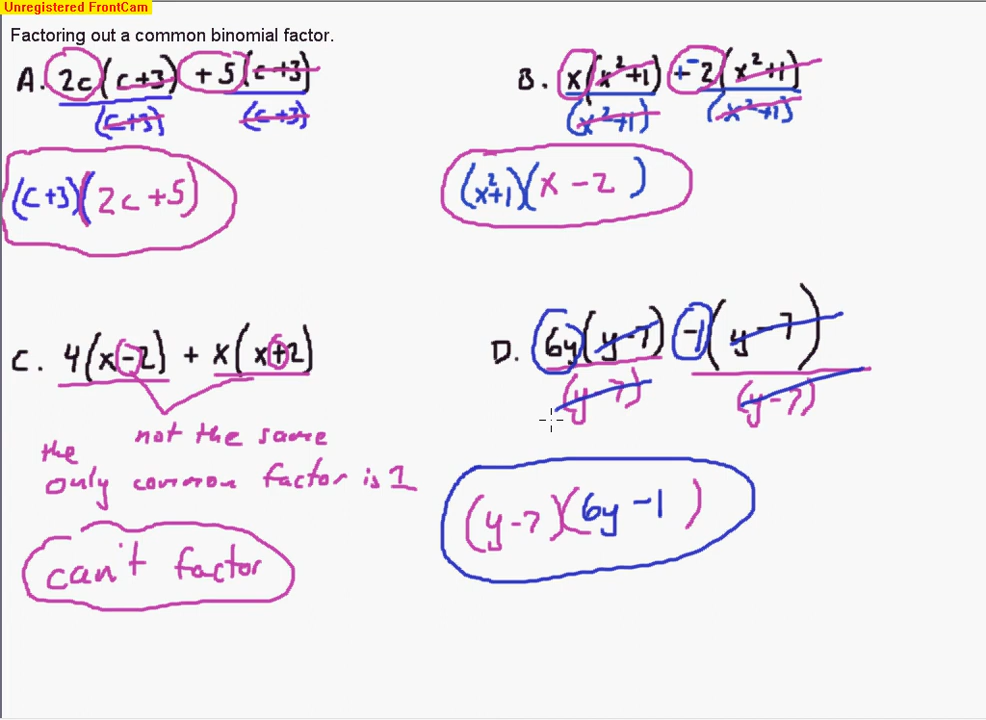 Unregistered FrontCam
Factoring out a common binomial factor.
A. 2c(c+3) +5(c+3)
(c+3) (c+3)
(c+3)(2c+5)
B. x(x²+1) + -2(x²+1)
(x²+1) (x²+1)
(x²+1)(x -2)
C. 4(x-2) + x(x+2)
not the same
the
only common factor is 1
can't factor
D. 6y(y-7) -1(y-7)
(y-7) (y-7)
(y-7)(6y-1)